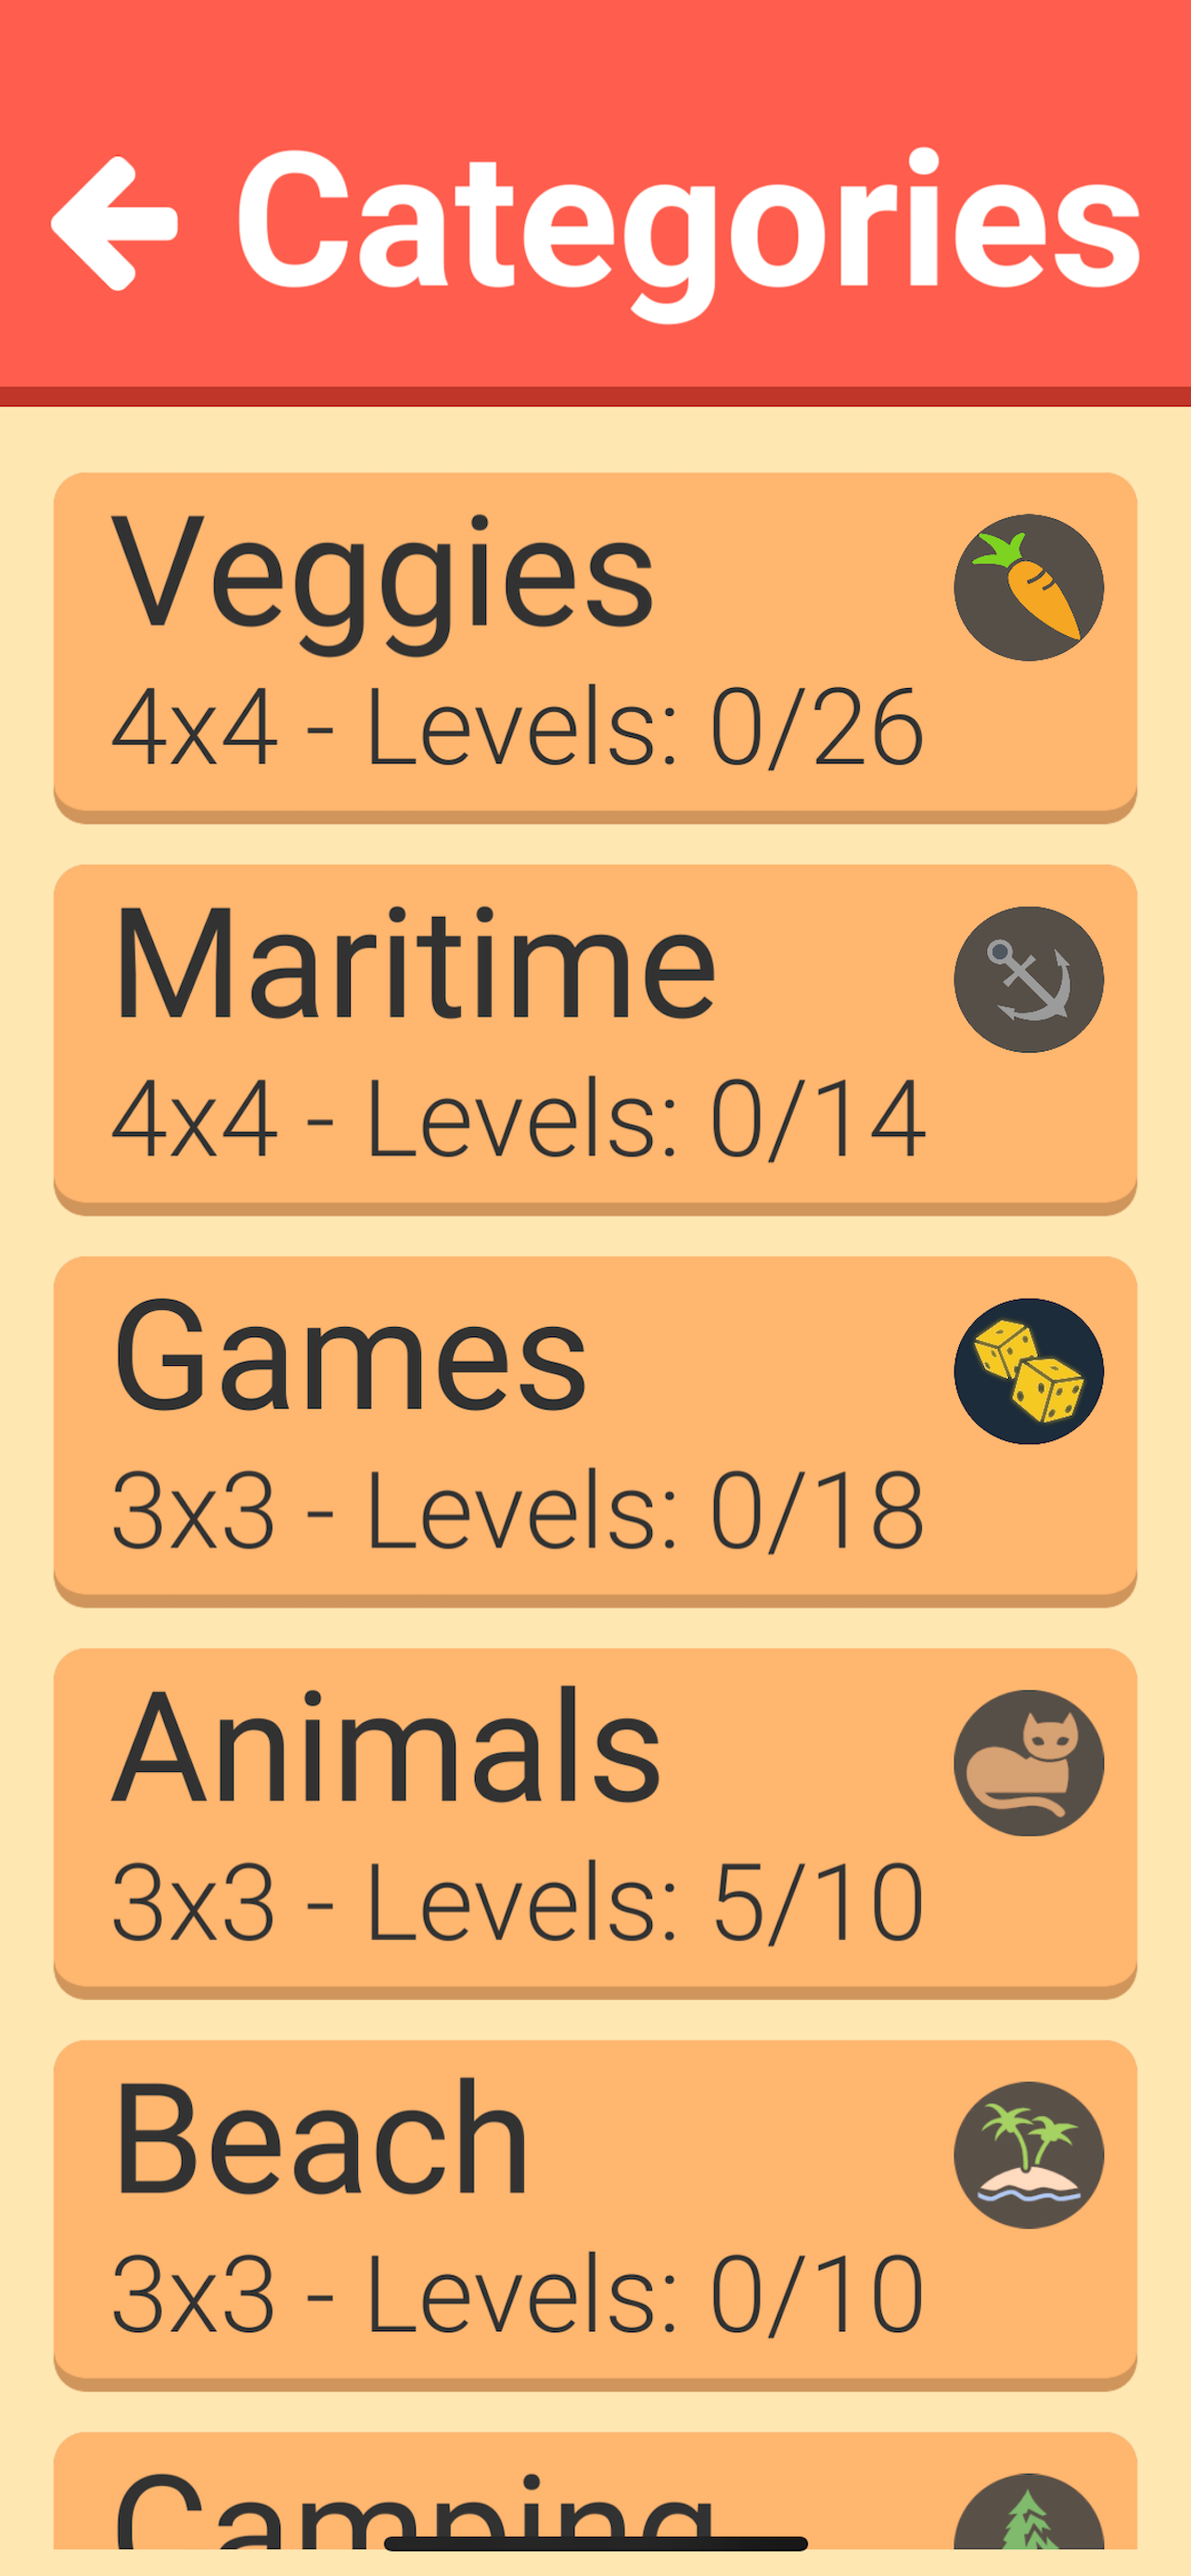 Categories
Veggies
4x4 - Levels: 0/26
Maritime
4x4 - Levels: 0/14
Games
3x3 - Levels: 0/18
Animals
3x3 - Levels: 5/10
Beach
3x3 - Levels: 0/10
Camping